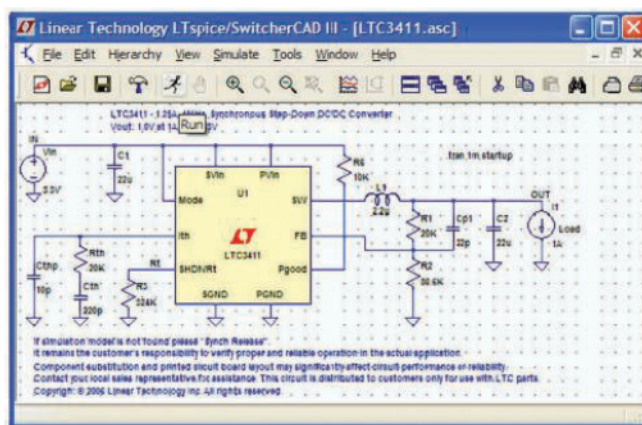 Linear Technology LTspice/SwitcherCAD III - [LTC3411.asc]
File Edit Hierarchy View Simulate Tools Window Help
LTC3411 - 1.25A, Synchronous Step-Down DC/DC Converter
Vout: at 1A
Run
IN
Vin
3.3V
C1
22u
SVin
PVin
U1
Mode
SW
Ith
FB
LTC3411
SHDN/Rt
Pgood
SGND
PGND
R6
10K
.tran 1m startup
L1
2.2u
OUT
I1
Load
1A
R1
20K
Cp1
22p
C2
22u
R2
80.6K
Rth
20K
Cthp
10p
Cth
220p
Rt
R3
324K
If simulation model is not found please "Synch Release".
It remains the customer's responsibility to verify proper and reliable operation in the actual application.
Component substitution and printed circuit board layout may significantly affect circuit performance or reliability.
Contact your local sales representative for assistance. This circuit is distributed to customers only for use with LTC parts.
Copyright © 2006 Linear Technology Inc. All rights reserved.